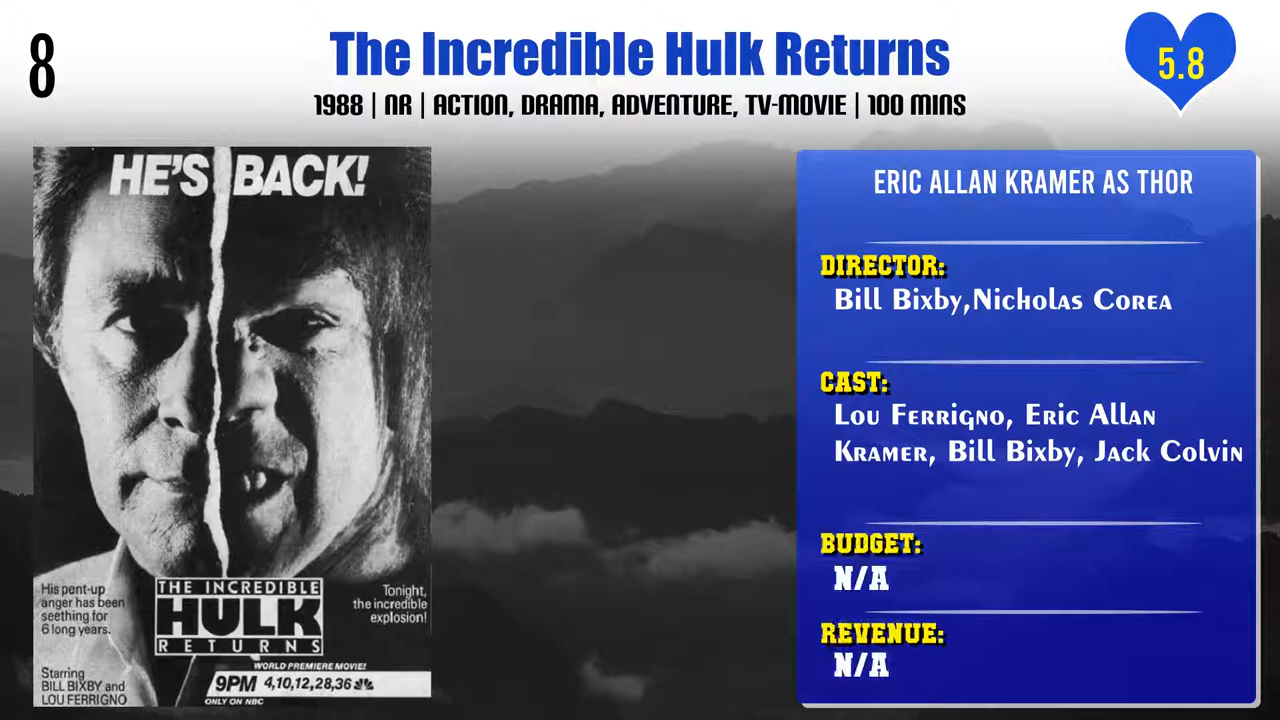 8
The Incredible Hulk Returns
5.8
1988 | NR | ACTION, DRAMA, ADVENTURE, TV-MOVIE | 100 MINS
HE'S BACK!
His pent-up
anger has been
seething for
6 long years.
THE INCREDIBLE
HULK
RETURNS
Tonight,
the incredible
explosion!
Starring
BILL BIXBY and
LOU FERRIGNO
WORLD PREMIERE MOVIE!
9PM 4,10,12,28,36
ONLY ON NBC
ERIC ALLAN KRAMER AS THOR
DIRECTOR:
Bill Bixby,Nicholas Corea
CAST:
Lou Ferrigno, Eric Allan
Kramer, Bill Bixby, Jack Colvin
BUDGET:
N/A
REVENUE:
N/A